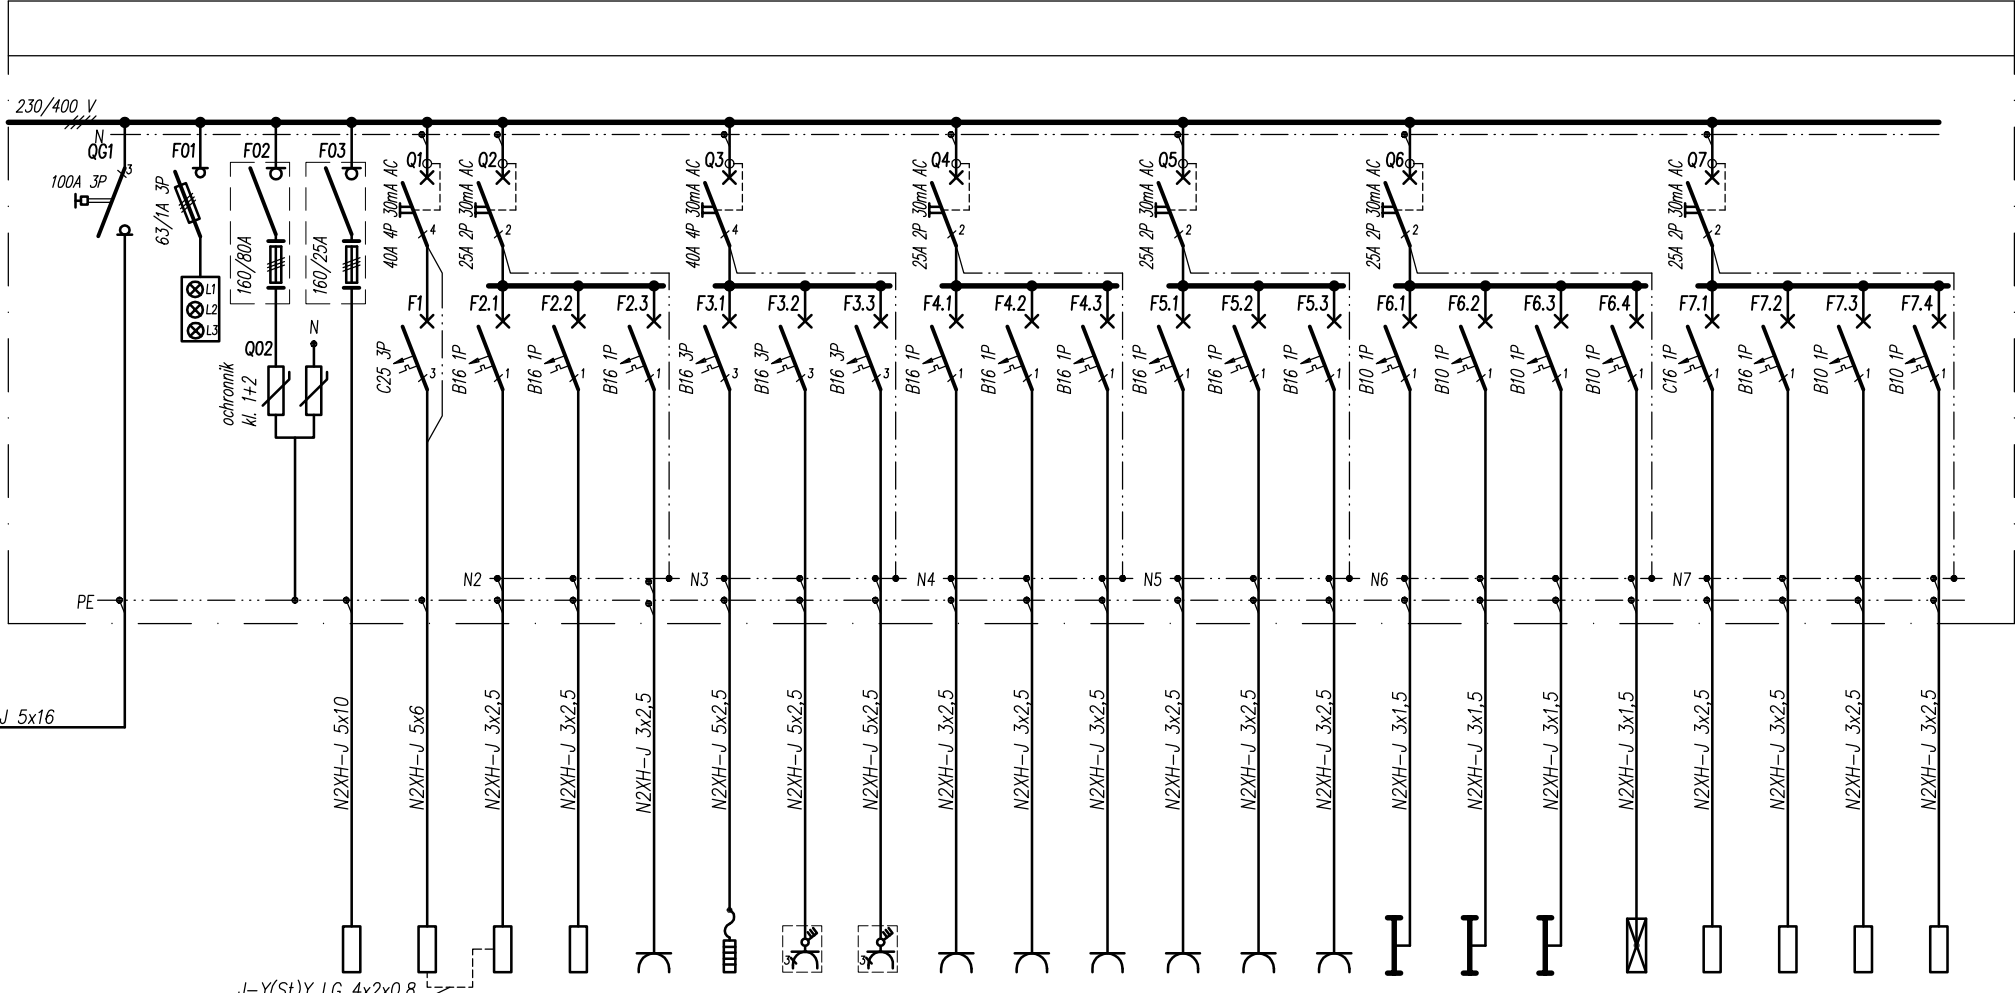 230/400 V
N
QG1
3
100A 3P
F01
63/1A 3P
L1
L2
L3
F02
160/80A
F03
160/25A
N
Q02
ochronnik
kl. 1+2
Q1
40A 4P 30mA AC
4
Q2
25A 2P 30mA AC
2
Q3
40A 4P 30mA AC
4
Q4
25A 2P 30mA AC
2
Q5
25A 2P 30mA AC
2
Q6
25A 2P 30mA AC
2
Q7
25A 2P 30mA AC
2
F1
C25 3P
3
F2.1
B16 1P
1
F2.2
B16 1P
1
F2.3
B16 1P
1
F3.1
B16 3P
3
F3.2
B16 3P
3
F3.3
B16 3P
3
F4.1
B16 1P
1
F4.2
B16 1P
1
F4.3
B16 1P
1
F5.1
B16 1P
1
F5.2
B16 1P
1
F5.3
B16 1P
1
F6.1
B10 1P
1
F6.2
B10 1P
1
F6.3
B10 1P
1
F6.4
B10 1P
1
F7.1
C16 1P
1
F7.2
B16 1P
1
F7.3
B10 1P
1
F7.4
B10 1P
1
N2
N3
N4
N5
N6
N7
PE
J 5x16
N2XH-J 5x10
N2XH-J 5x6
N2XH-J 3x2,5
N2XH-J 3x2,5
N2XH-J 3x2,5
N2XH-J 5x2,5
N2XH-J 5x2,5
N2XH-J 5x2,5
N2XH-J 3x2,5
N2XH-J 3x2,5
N2XH-J 3x2,5
N2XH-J 3x2,5
N2XH-J 3x2,5
N2XH-J 3x2,5
N2XH-J 3x1,5
N2XH-J 3x1,5
N2XH-J 3x1,5
N2XH-J 3x1,5
N2XH-J 3x2,5
N2XH-J 3x2,5
N2XH-J 3x2,5
N2XH-J 3x2,5
3
3
J-Y(St)Y LG 4x2x0,8